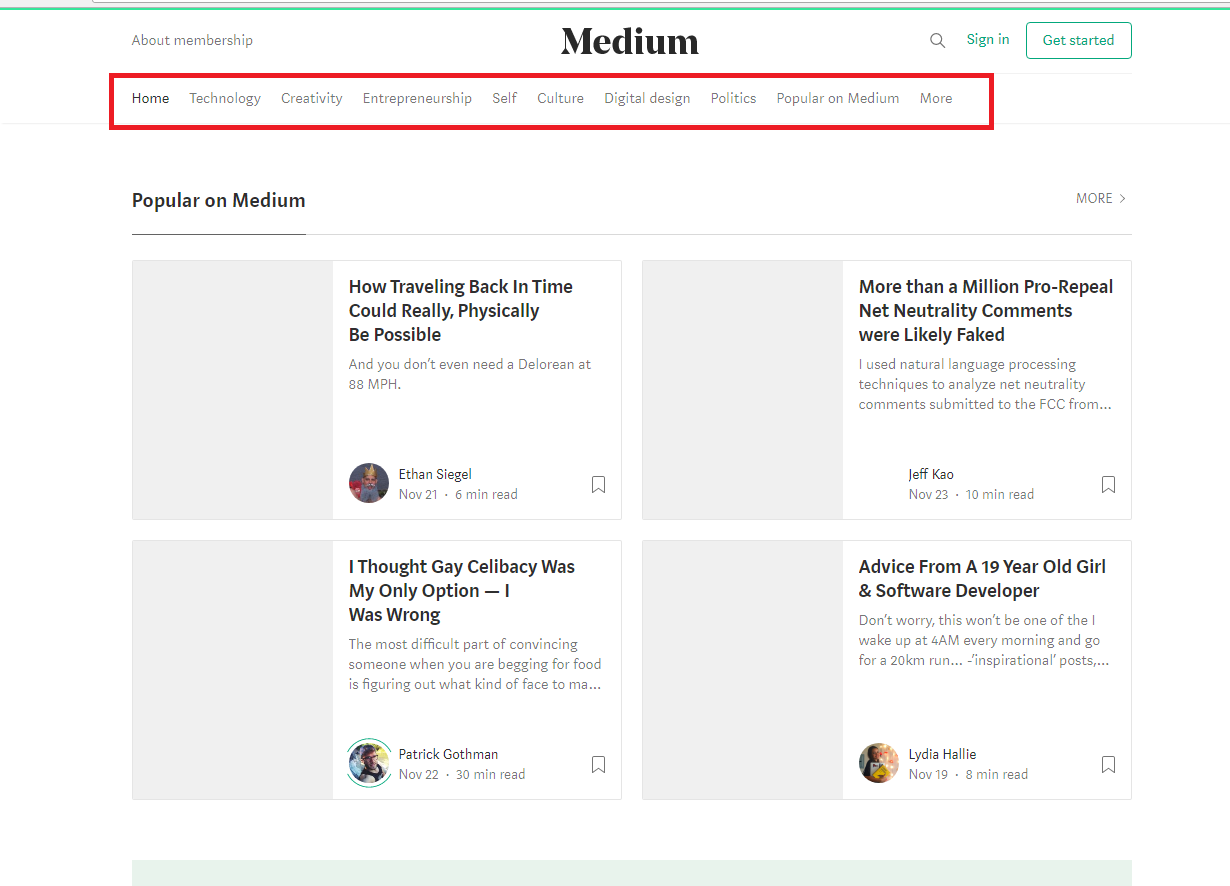 About membership
Medium
Sign in
Get started
Home Technology Creativity Entrepreneurship Self Culture Digital design Politics Popular on Medium More
Popular on Medium
MORE
How Traveling Back In Time
Could Really, Physically
Be Possible
And you don’t even need a Delorean at
88 MPH.
Ethan Siegel
Nov 21 · 6 min read
More than a Million Pro-Repeal
Net Neutrality Comments
were Likely Faked
I used natural language processing
techniques to analyze net neutrality
comments submitted to the FCC from…
Jeff Kao
Nov 23 · 10 min read
I Thought Gay Celibacy Was
My Only Option — I
Was Wrong
The most difficult part of convincing
someone when you are begging for food
is figuring out what kind of face to ma…
Patrick Gothman
Nov 22 · 30 min read
Advice From A 19 Year Old Girl
& Software Developer
Don’t worry, this won’t be one of the I
wake up at 4AM every morning and go
for a 20km run… -‘inspirational’ posts,…
Lydia Hallie
Nov 19 · 8 min read